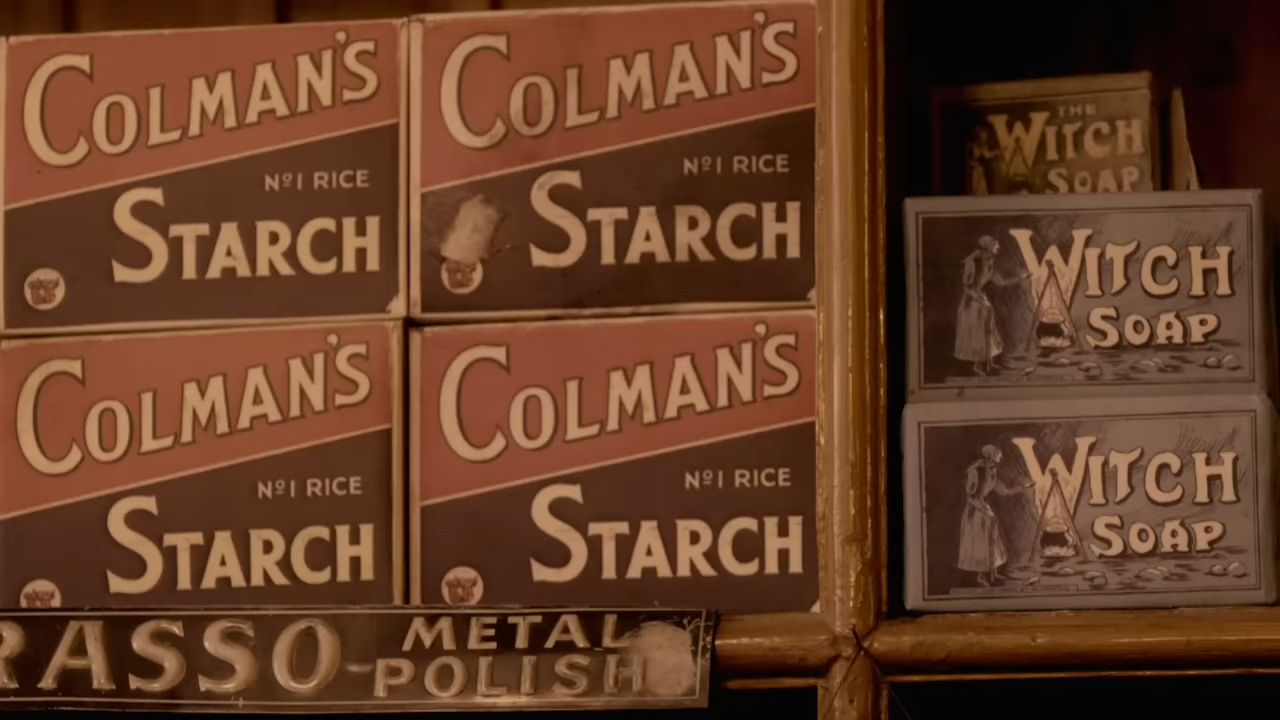 COLMAN'S
Nº1 RICE
STARCH
COLMAN'S
Nº1 RICE
STARCH
COLMAN'S
Nº1 RICE
STARCH
COLMAN'S
Nº1 RICE
STARCH
RASSO
METAL
POLISH
THE
WITCH
SOAP
WITCH
SOAP
WITCH
SOAP